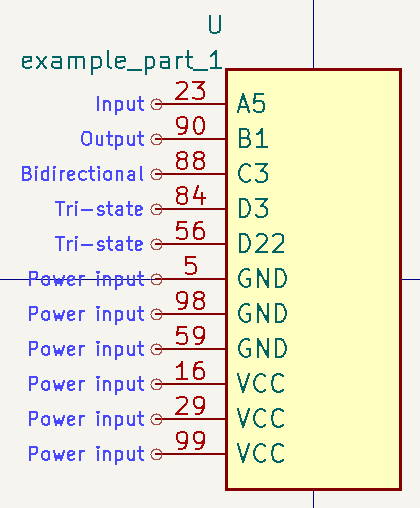 U
example_part_1
Input 23 A5
Output 90 B1
Bidirectional 88 C3
Tri-state 84 D3
Tri-state 56 D22
Power input 5 GND
Power input 98 GND
Power input 59 GND
Power input 16 VCC
Power input 29 VCC
Power input 99 VCC